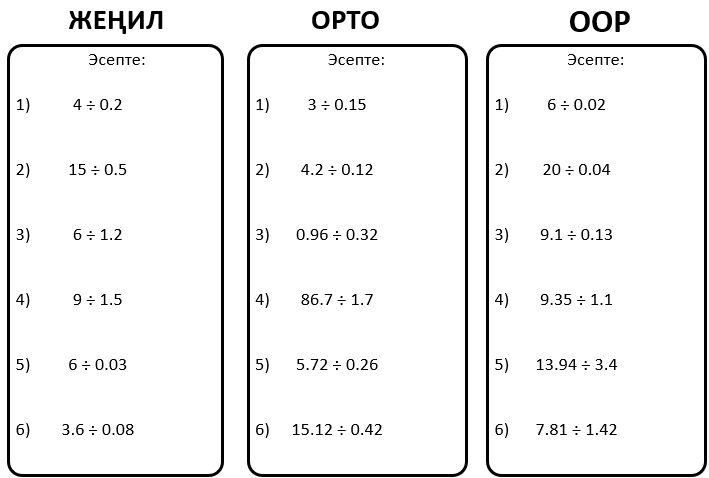 ЖЕҢИЛ
Эсепте:
1) 4 ÷ 0.2
2) 15 ÷ 0.5
3) 6 ÷ 1.2
4) 9 ÷ 1.5
5) 6 ÷ 0.03
6) 3.6 ÷ 0.08
ОРТО
Эсепте:
1) 3 ÷ 0.15
2) 4.2 ÷ 0.12
3) 0.96 ÷ 0.32
4) 86.7 ÷ 1.7
5) 5.72 ÷ 0.26
6) 15.12 ÷ 0.42
ООР
Эсепте:
1) 6 ÷ 0.02
2) 20 ÷ 0.04
3) 9.1 ÷ 0.13
4) 9.35 ÷ 1.1
5) 13.94 ÷ 3.4
6) 7.81 ÷ 1.42